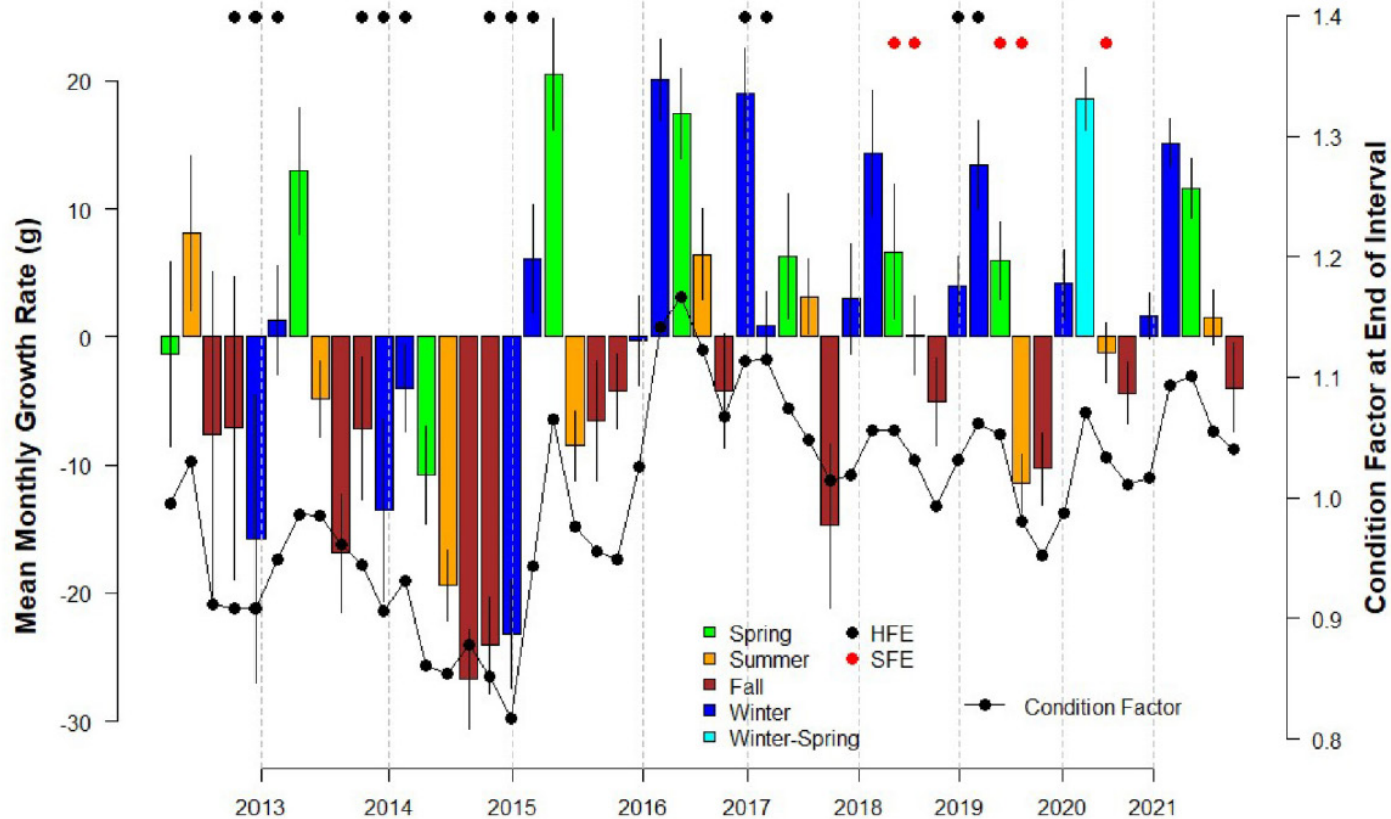 Mean Monthly Growth Rate (g)
20
10
0
-10
-20
-30
1.4
1.3
1.2
1.1
1.0
0.9
0.8
Condition Factor at End of Interval
Spring
Summer
Fall
Winter
Winter-Spring
HFE
SFE
Condition Factor
2013 2014 2015 2016 2017 2018 2019 2020 2021